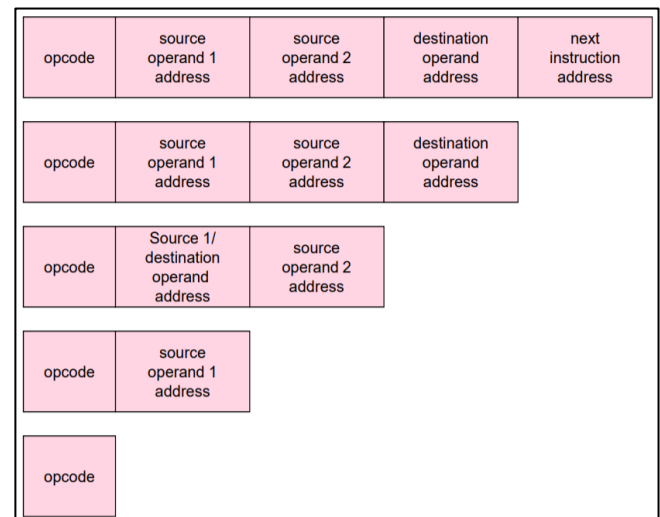 opcode
source
operand 1
address
source
operand 2
address
destination
operand
address
next
instruction
address
opcode
source
operand 1
address
source
operand 2
address
destination
operand
address
opcode
Source 1/
destination
operand
address
source
operand 2
address
opcode
source
operand 1
address
opcode